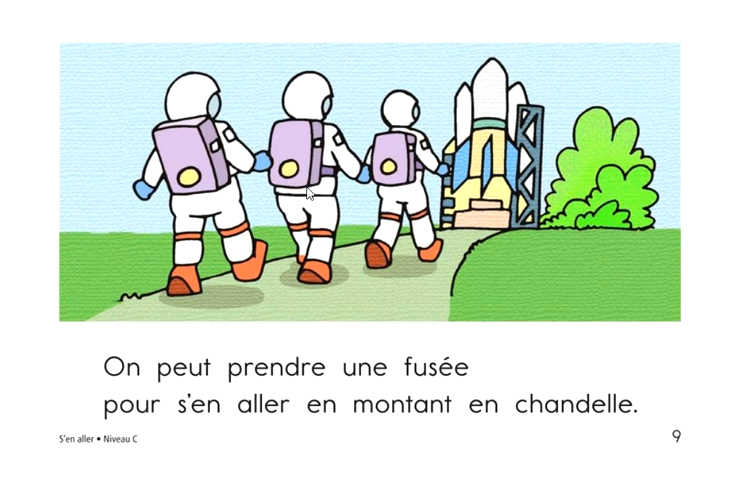 On peut prendre une fusée
pour s'en aller en montant en chandelle.
S'en aller • Niveau C
9